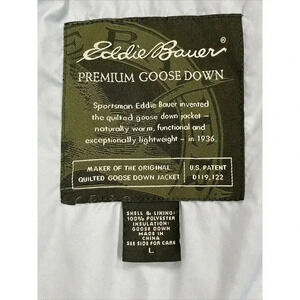 Eddie Bauer®
PREMIUM GOOSE DOWN
Sportsman Eddie Bauer invented
the quilted goose down jacket –
naturally warm, functional and
exceptionally lightweight – in 1936.
MAKER OF THE ORIGINAL
QUILTED GOOSE DOWN JACKET
U.S. PATENT
D119,122
SHELL & LINING:
100% POLYESTER
INSULATION:
GOOSE DOWN
MADE IN
CHINA
SEE SIDE FOR CARE
L